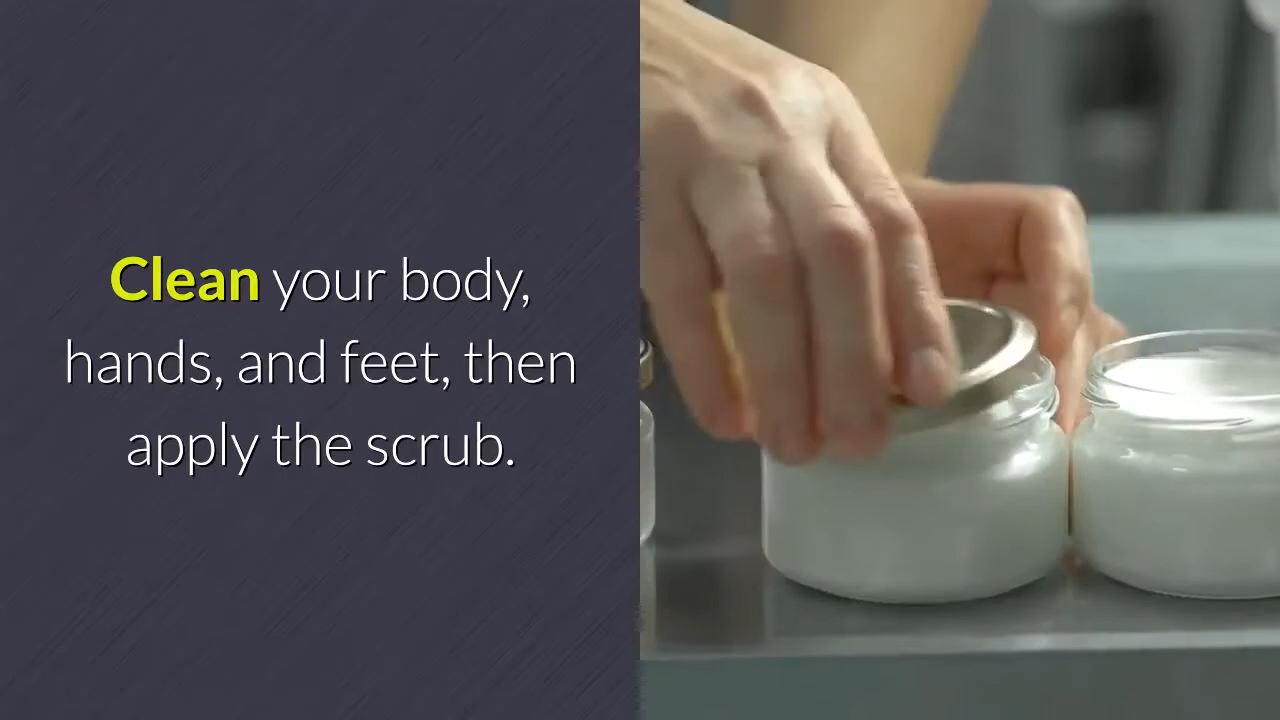 Clean your body,
hands, and feet, then
apply the scrub.